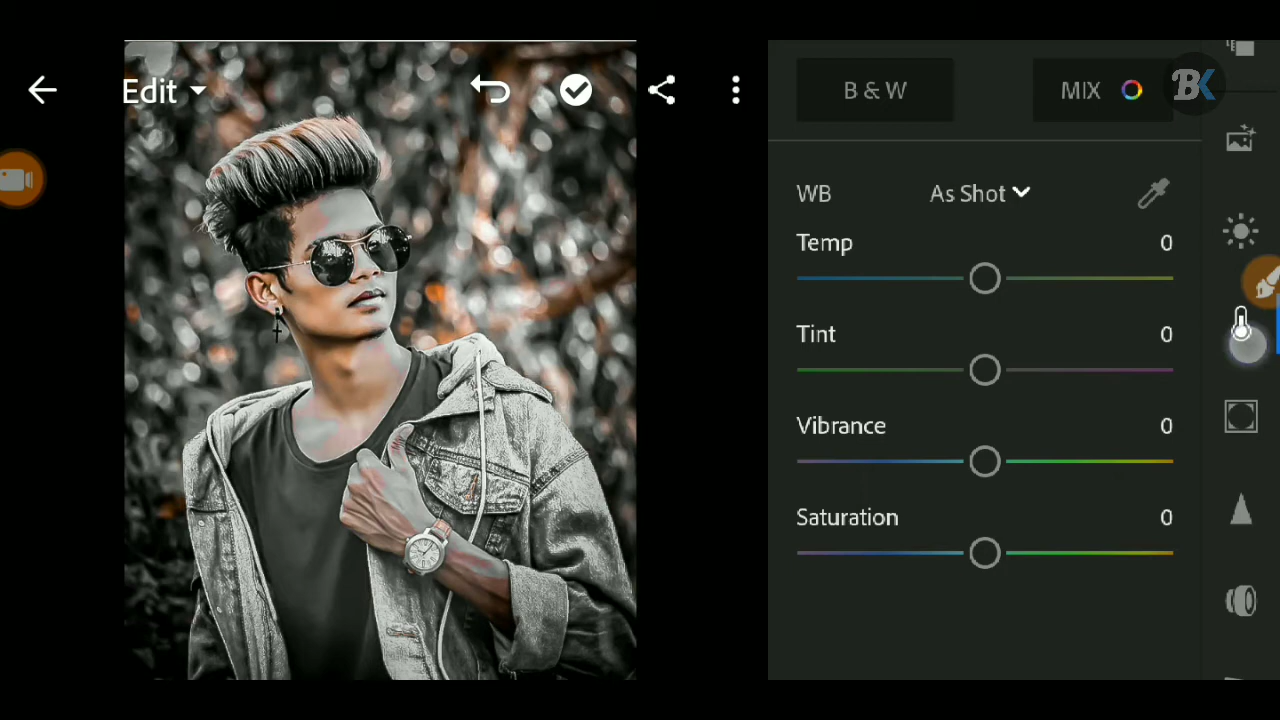 Edit
B & W
MIX
BK
WB
As Shot
Temp
0
Tint
0
Vibrance
0
Saturation
0